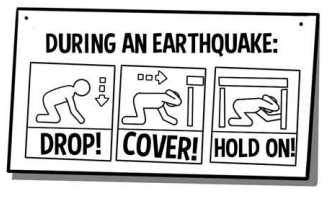 DURING AN EARTHQUAKE:
DROP! COVER! HOLD ON!